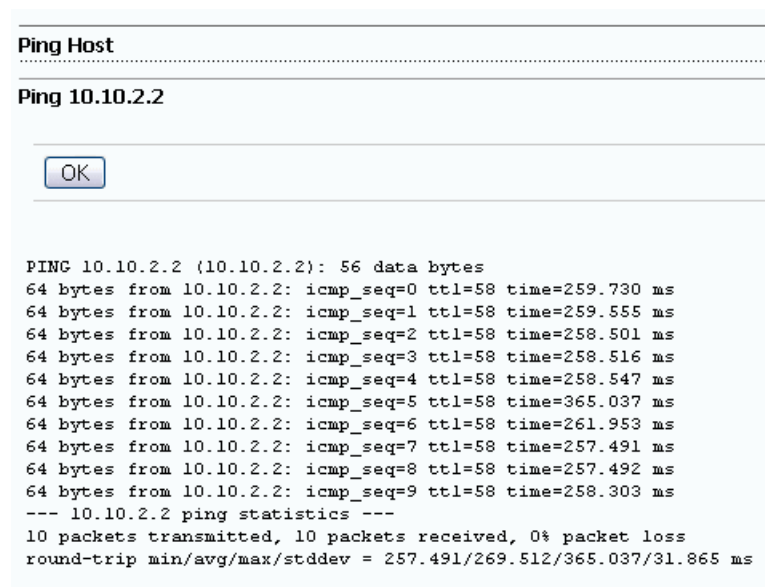 Ping Host
Ping 10.10.2.2
OK
PING 10.10.2.2 (10.10.2.2): 56 data bytes
64 bytes from 10.10.2.2: icmp_seq=0 ttl=58 time=259.730 ms
64 bytes from 10.10.2.2: icmp_seq=1 ttl=58 time=259.555 ms
64 bytes from 10.10.2.2: icmp_seq=2 ttl=58 time=258.501 ms
64 bytes from 10.10.2.2: icmp_seq=3 ttl=58 time=258.516 ms
64 bytes from 10.10.2.2: icmp_seq=4 ttl=58 time=258.547 ms
64 bytes from 10.10.2.2: icmp_seq=5 ttl=58 time=365.037 ms
64 bytes from 10.10.2.2: icmp_seq=6 ttl=58 time=261.953 ms
64 bytes from 10.10.2.2: icmp_seq=7 ttl=58 time=257.491 ms
64 bytes from 10.10.2.2: icmp_seq=8 ttl=58 time=257.492 ms
64 bytes from 10.10.2.2: icmp_seq=9 ttl=58 time=258.303 ms
--- 10.10.2.2 ping statistics ---
10 packets transmitted, 10 packets received, 0% packet loss
round-trip min/avg/max/stddev = 257.491/269.512/365.037/31.865 ms